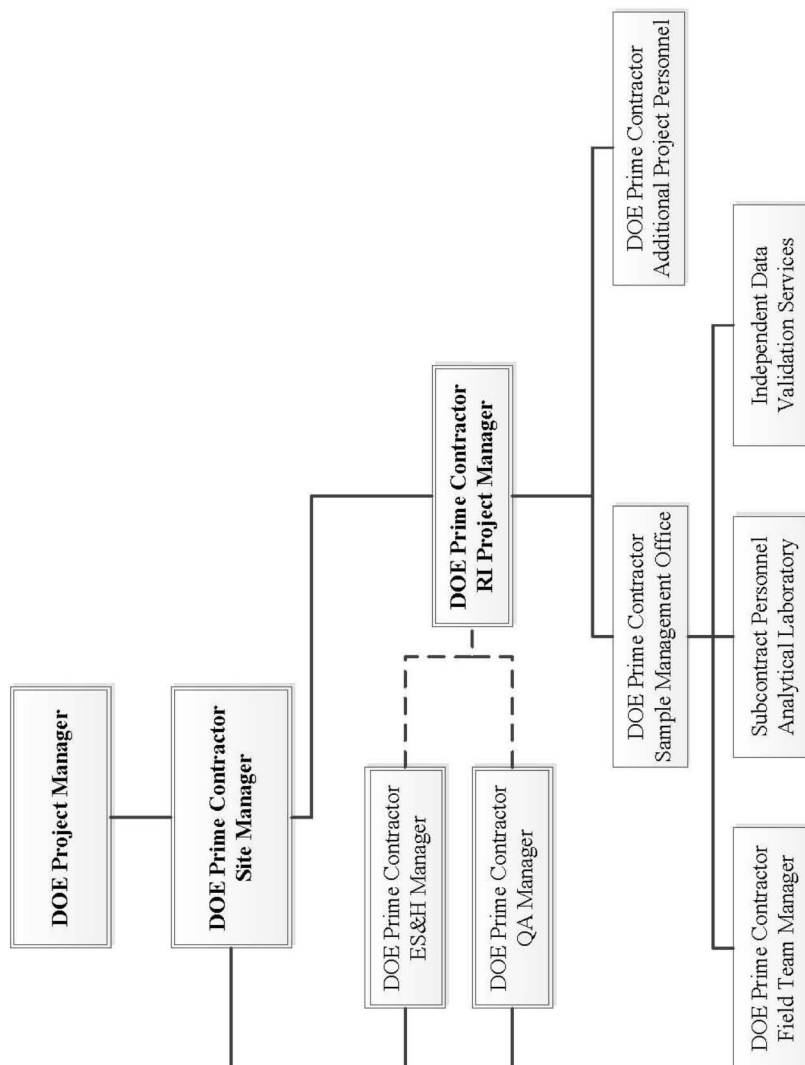 DOE Project Manager
DOE Prime Contractor
Site Manager
DOE Prime Contractor
ES&H Manager
DOE Prime Contractor
QA Manager
DOE Prime Contractor
RI Project Manager
DOE Prime Contractor
Sample Management Office
DOE Prime Contractor
Additional Project Personnel
DOE Prime Contractor
Field Team Manager
Subcontract Personnel
Analytical Laboratory
Independent Data
Validation Services